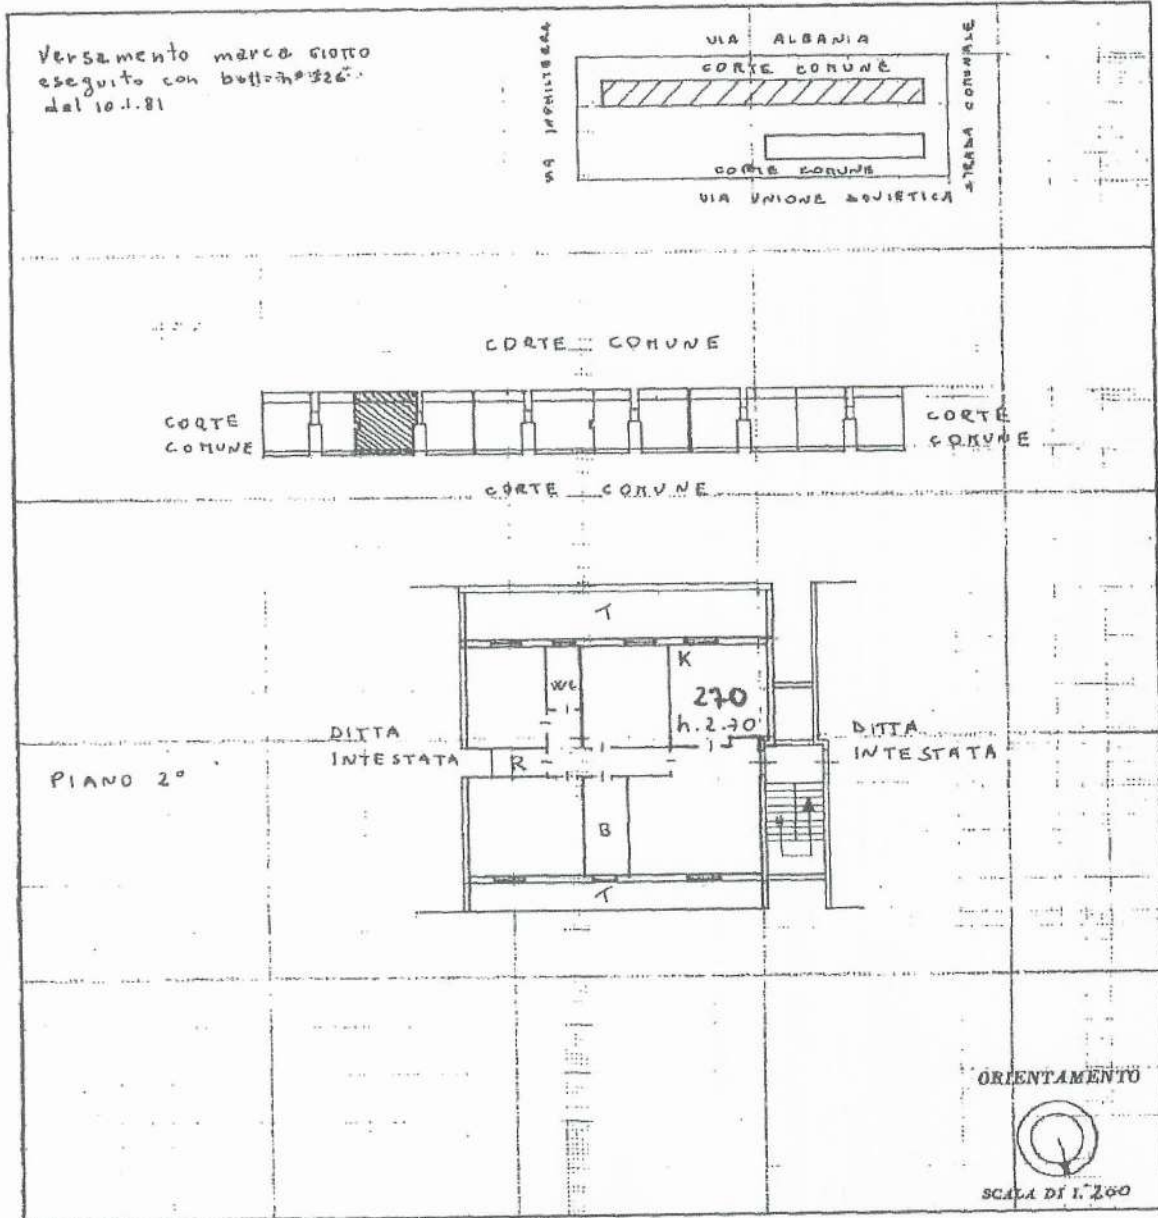 Versamento marca GIOTTO
eseguito con boll= n° 326
del 10.1.81
VIA ALBANIA
CORTE COMUNE
VIA INGHILTERRA
STRADA COMUNALE
CORTE COMUNE
VIA UNIONE SOVIETICA
CORTE COMUNE
CORTE
COMUNE
CORTE
COMUNE
CORTE COMUNE
T
K
WC
270
h. 2.70
DITTA
INTESTATA
DITTA
INTESTATA
R
PIANO 2°
B
T
ORIENTAMENTO
SCALA DI 1:200